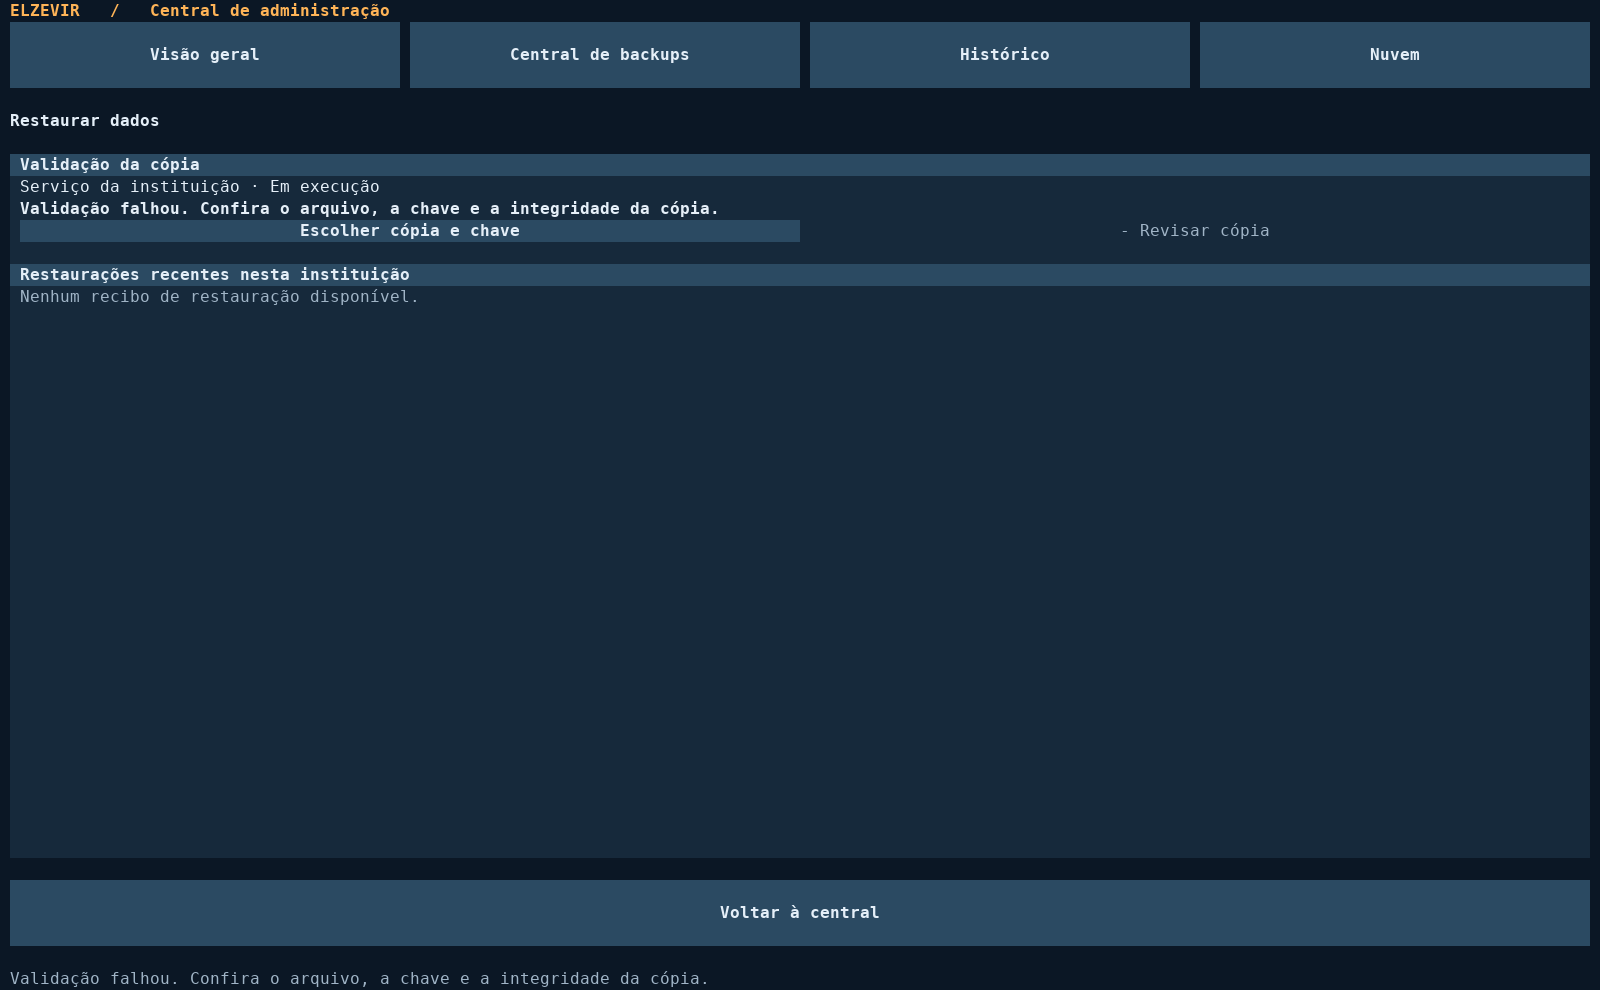 ELZEVIR / Central de administração
Visão geral
Central de backups
Histórico
Nuvem
Restaurar dados
Validação da cópia
Serviço da instituição · Em execução
Validação falhou. Confira o arquivo, a chave e a integridade da cópia.
Escolher cópia e chave
- Revisar cópia
Restaurações recentes nesta instituição
Nenhum recibo de restauração disponível.
Voltar à central
Validação falhou. Confira o arquivo, a chave e a integridade da cópia.